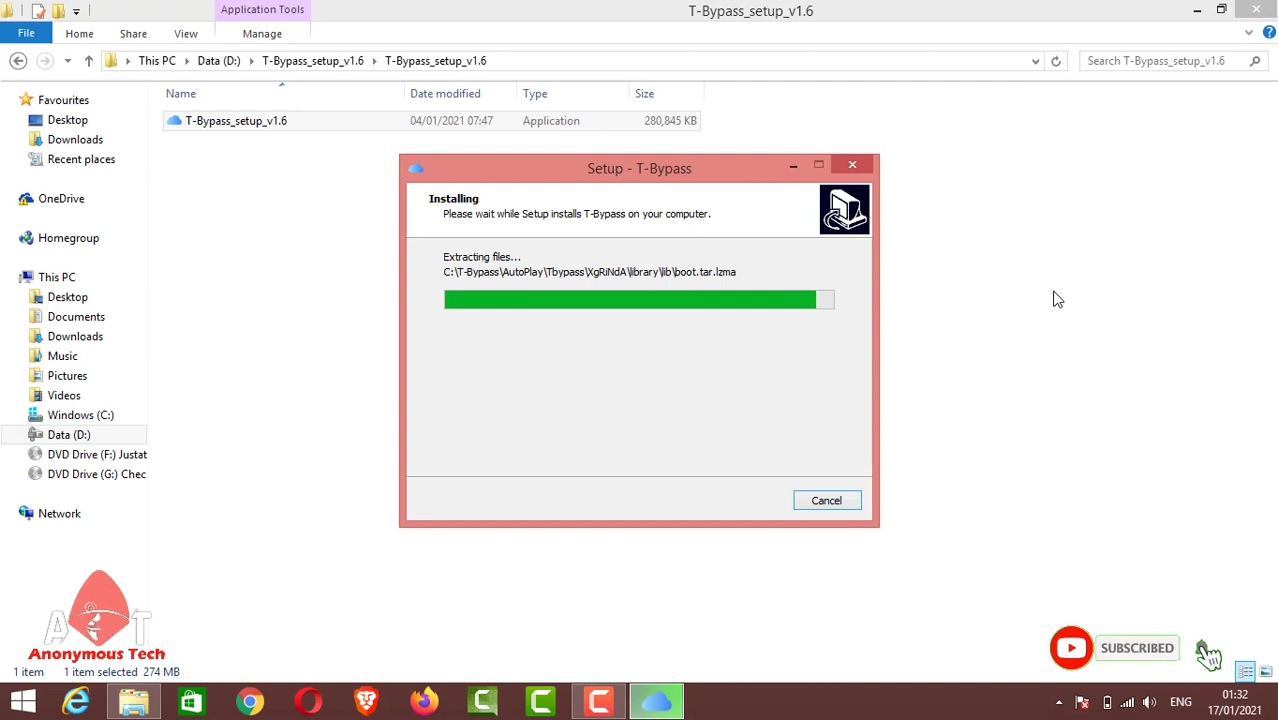 Application Tools
T-Bypass_setup_v1.6
File
Home
Share
View
Manage
This PC
Data (D:)
T-Bypass_setup_v1.6
T-Bypass_setup_v1.6
Search T-Bypass_setup_v1.6
Name
Date modified
Type
Size
T-Bypass_setup_v1.6
04/01/2021 07:47
Application
280,845 KB
Favourites
Desktop
Downloads
Recent places
OneDrive
Homegroup
This PC
Desktop
Documents
Downloads
Music
Pictures
Videos
Windows (C:)
Data (D:)
DVD Drive (F:) Justat
DVD Drive (G:) Chec
Network
Setup - T-Bypass
Installing
Please wait while Setup installs T-Bypass on your computer.
Extracting files...
C:\T-Bypass\AutoPlay\Tbypass\XgRiNdA\library\lib\boot.tar.lzma
Cancel
A T
Anonymous Tech
SUBSCRIBED
1 item
1 item selected 274 MB
ENG
01:32
17/01/2021